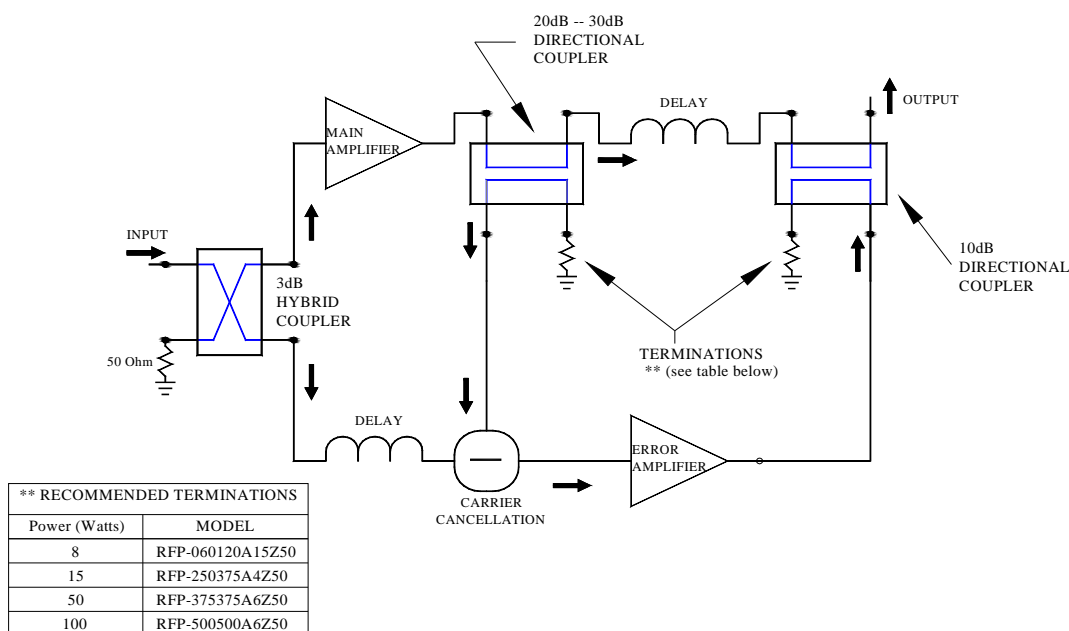 20dB -- 30dB
DIRECTIONAL
COUPLER
DELAY
OUTPUT
MAIN
AMPLIFIER
INPUT
3dB
HYBRID
COUPLER
10dB
DIRECTIONAL
COUPLER
50 Ohm
TERMINATIONS
** (see table below)
DELAY
ERROR
AMPLIFIER
CARRIER
CANCELLATION
** RECOMMENDED TERMINATIONS
Power (Watts) MODEL
8 RFP-060120A15Z50
15 RFP-250375A4Z50
50 RFP-375375A6Z50
100 RFP-500500A6Z50